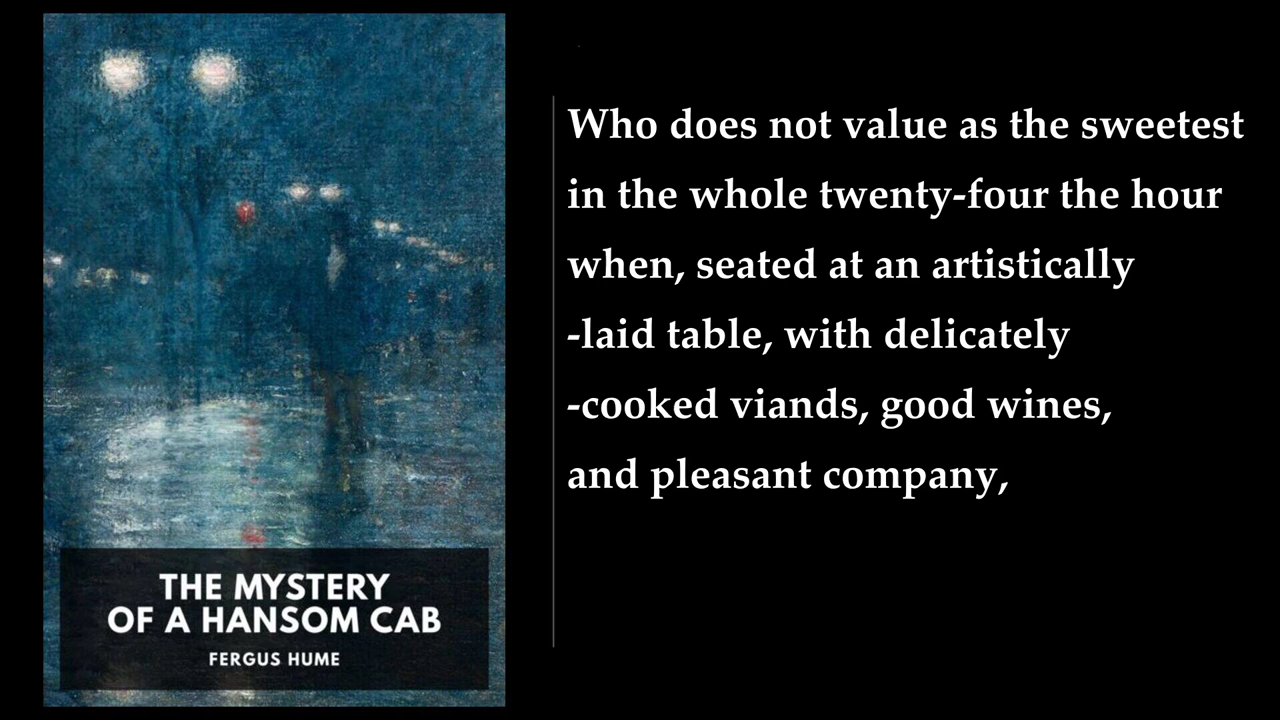 THE MYSTERY
OF A HANSOM CAB
FERGUS HUME
Who does not value as the sweetest
in the whole twenty-four the hour
when, seated at an artistically
-laid table, with delicately
-cooked viands, good wines,
and pleasant company,